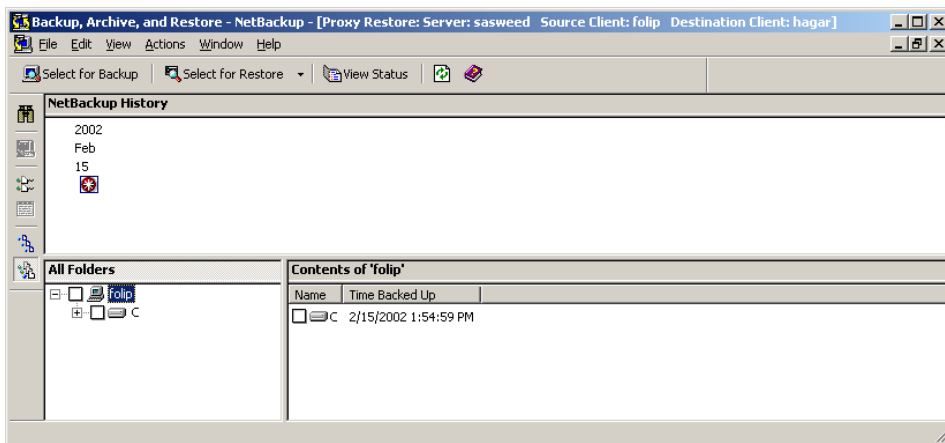 Backup, Archive, and Restore - NetBackup - [Proxy Restore: Server: sasweed   Source Client: folip   Destination Client: hagar]
File   Edit   View   Actions   Window   Help
Select for Backup   Select for Restore   View Status
NetBackup History
2002
Feb
15
All Folders   Contents of 'folip'
Name   Time Backed Up
folip
C
C   2/15/2002 1:54:59 PM